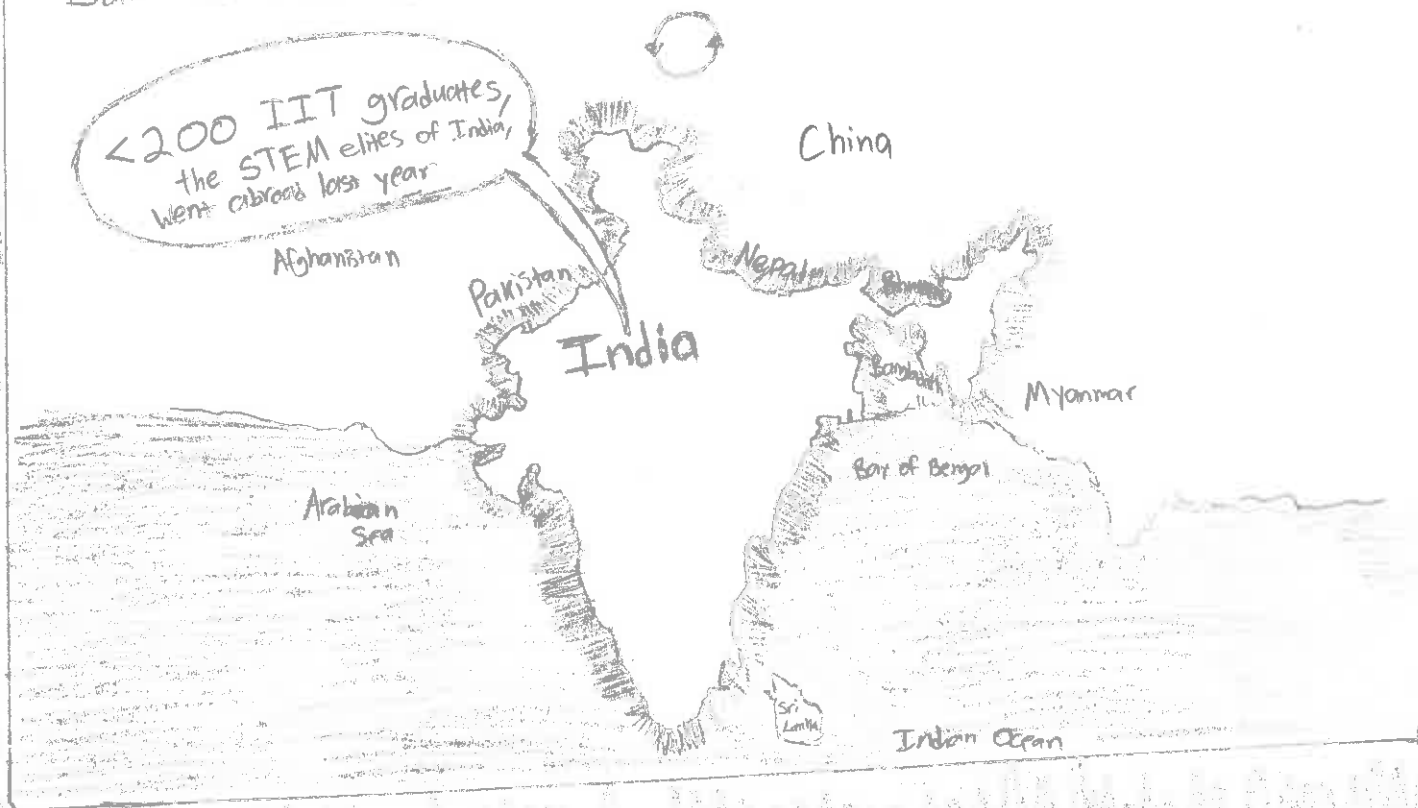 <200 IIT graduates,
the STEM elites of India,
went abroad last year
China
Afghanistan
Pakistan
Nepal
India
Myanmar
Bay of Bengal
Arabian
Sea
Sri
Lanka
Indian Ocean